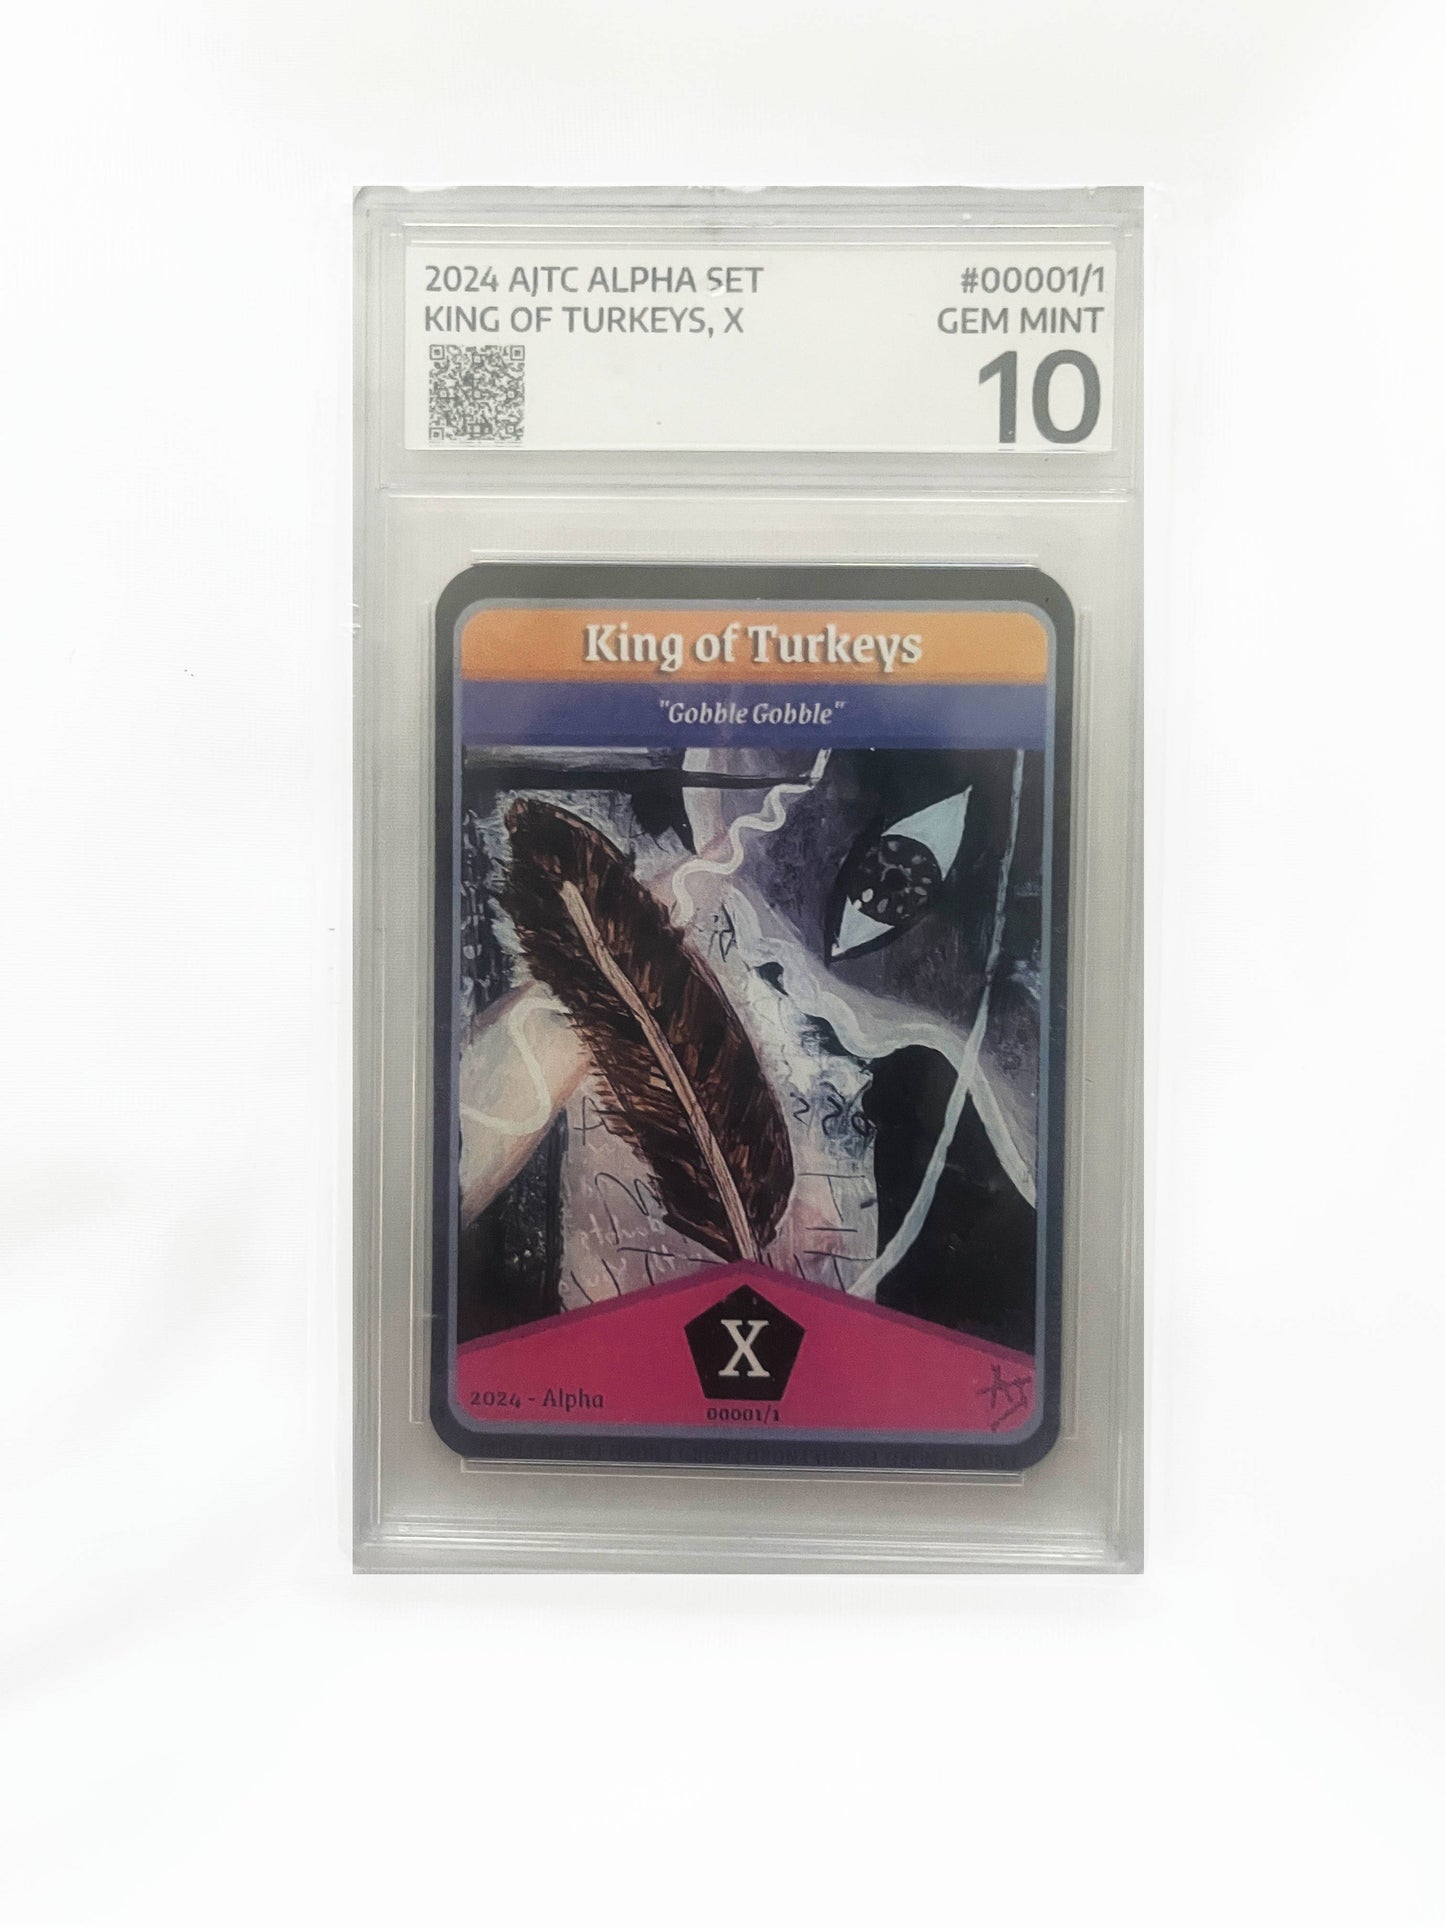 2024 AJTC ALPHA SET
KING OF TURKEYS, X
#00001/1
GEM MINT
10
King of Turkeys
"Gobble Gobble"
X
2024 - Alpha
00001/1